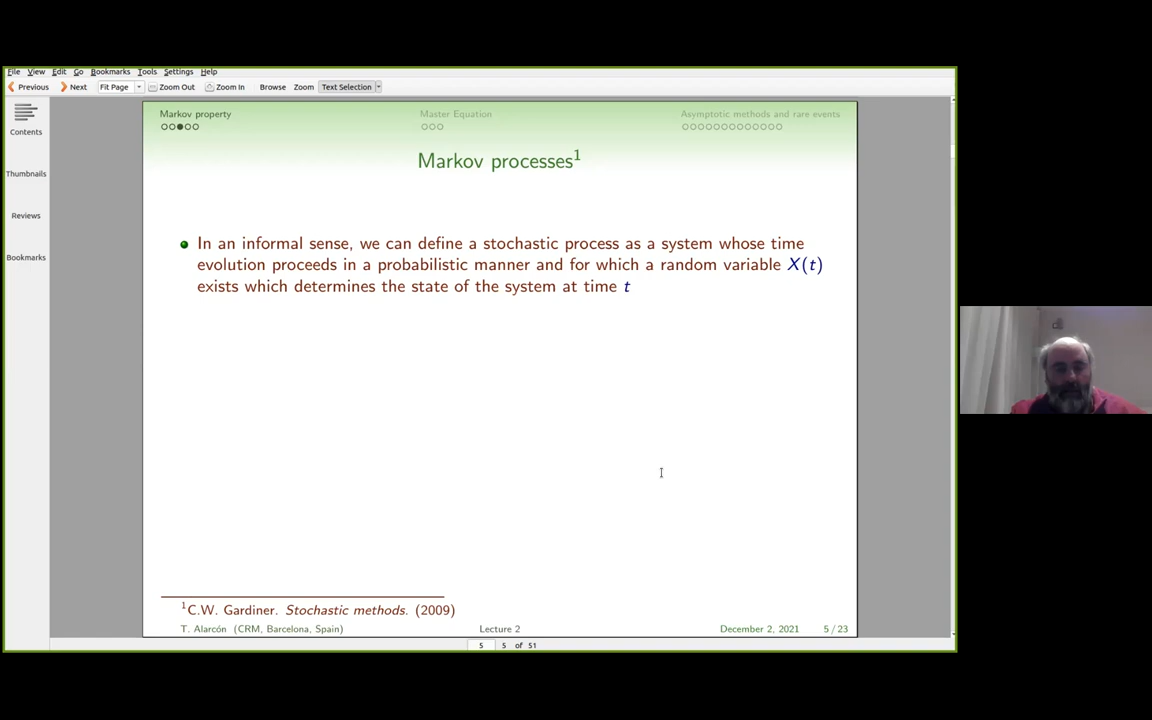 File View Edit Go Bookmarks Tools Settings Help
Previous Next Fit Page Zoom Out Zoom In Browse Zoom Text Selection
Contents
Thumbnails
Reviews
Bookmarks
Markov property Master Equation Asymptotic methods and rare events
Markov processes¹
In an informal sense, we can define a stochastic process as a system whose time
evolution proceeds in a probabilistic manner and for which a random variable X(t)
exists which determines the state of the system at time t
¹C.W. Gardiner. Stochastic methods. (2009)
T. Alarcón (CRM, Barcelona, Spain) Lecture 2 December 2, 2021 5 / 23
5 5 of 51